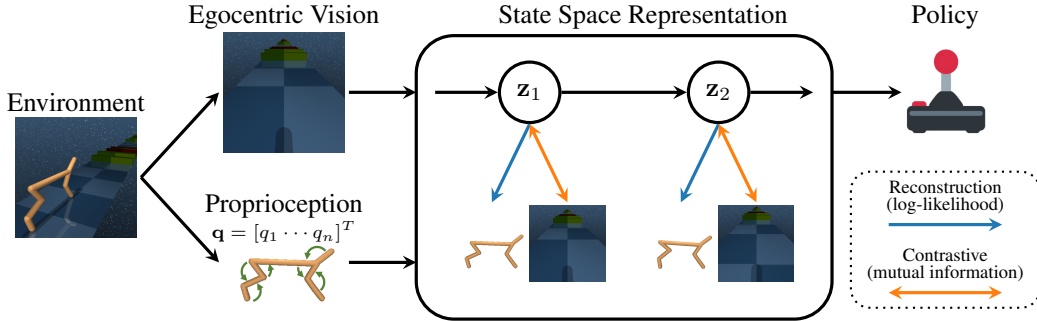 Egocentric Vision
State Space Representation
Policy
Environment
z₁
z₂
Proprioception
q = [q₁ ⋯ qₙ]ᵀ
Reconstruction
(log-likelihood)
Contrastive
(mutual information)